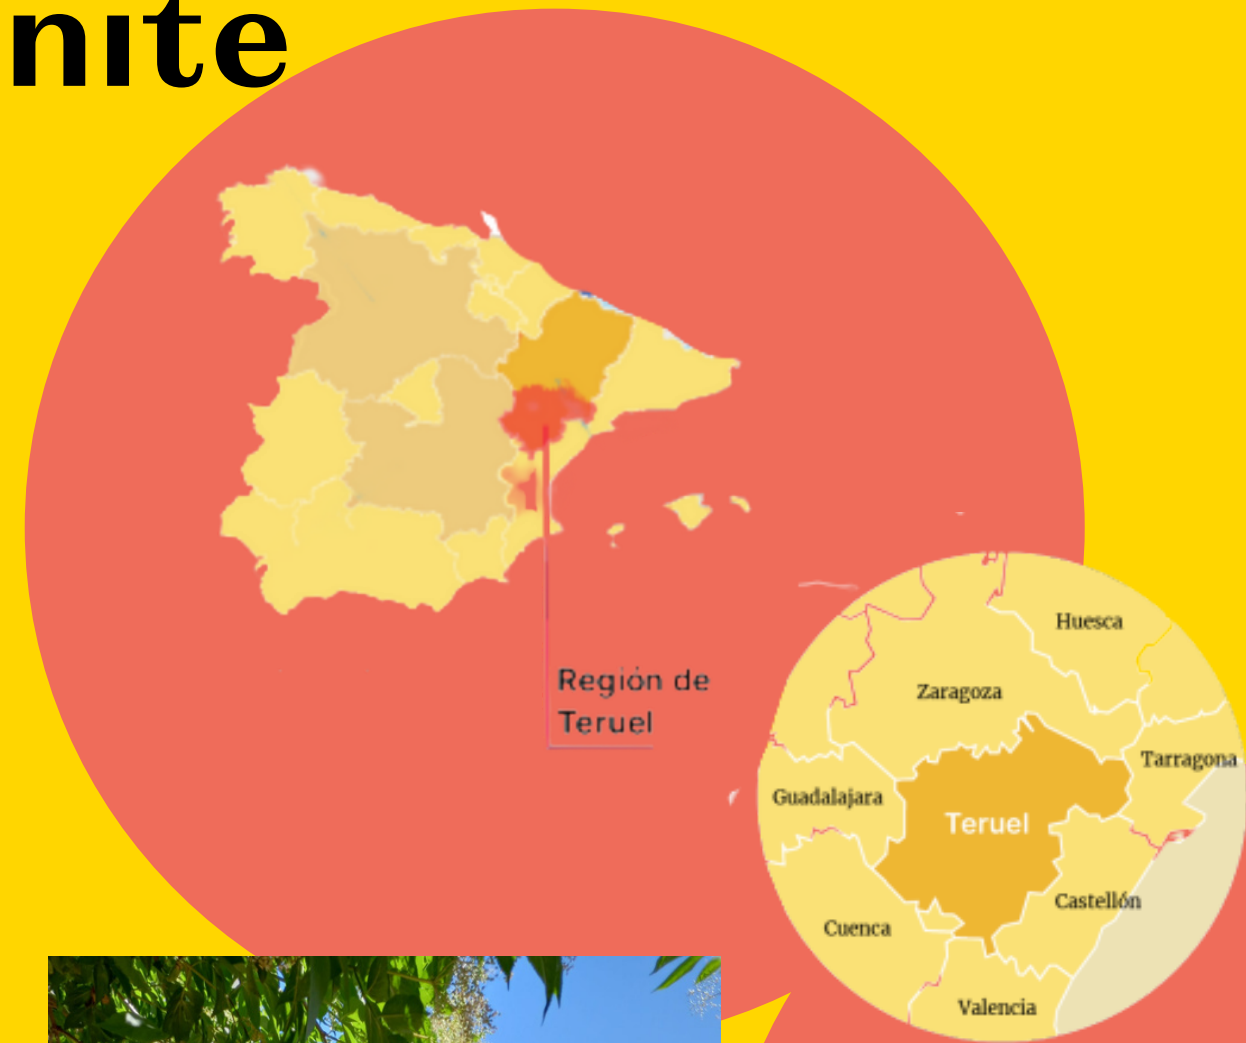 nite
Región de
Teruel
Huesca
Zaragoza
Tarragona
Guadalajara
Teruel
Castellón
Cuenca
Valencia